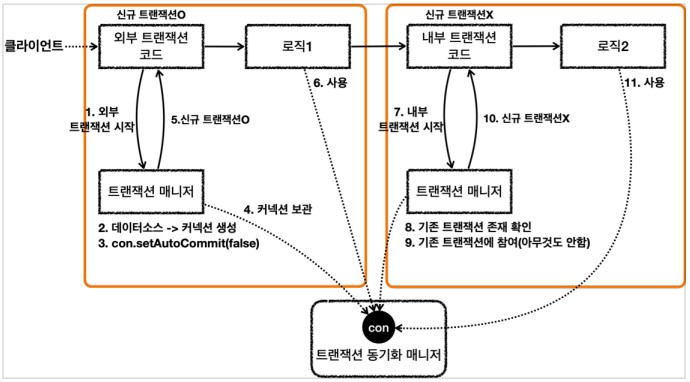 신규 트랜잭션O
신규 트랜잭션X
클라이언트
외부 트랜잭션
코드
로직1
내부 트랜잭션
코드
로직2
6. 사용
11. 사용
1. 외부
트랜잭션 시작
5.신규 트랜잭션O
7. 내부
트랜잭션 시작
10. 신규 트랜잭션X
트랜잭션 매니저
4. 커넥션 보관
트랜잭션 매니저
2. 데이터소스 -> 커넥션 생성
3. con.setAutoCommit(false)
8. 기존 트랜잭션 존재 확인
9. 기존 트랜잭션에 참여(아무것도 안함)
con
트랜잭션 동기화 매니저